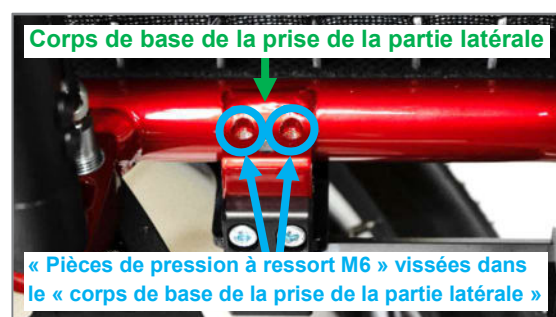 Corps de base de la prise de la partie latérale
« Pièces de pression à ressort M6 » vissées dans
le « corps de base de la prise de la partie latérale »